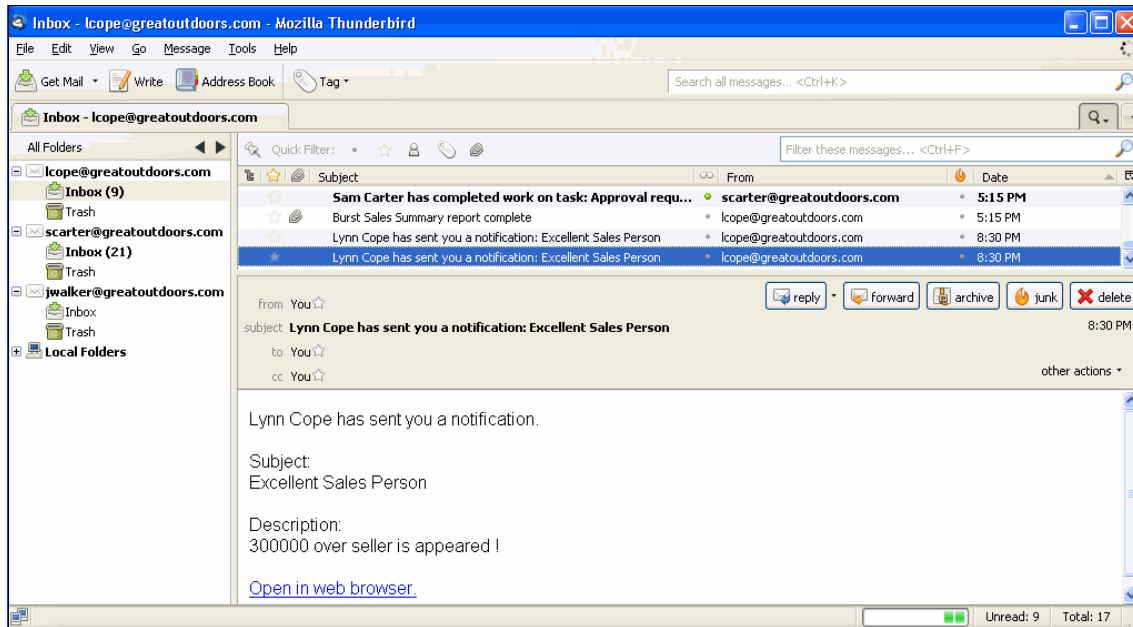 Inbox - lcope@greatoutdoors.com - Mozilla Thunderbird
File Edit View Go Message Tools Help
Get Mail Write Address Book Tag Search all messages... <Ctrl+K>
Inbox - lcope@greatoutdoors.com
All Folders Quick Filter: Filter these messages... <Ctrl+F>
Subject From Date
lcope@greatoutdoors.com
Inbox (9)
Trash
scarter@greatoutdoors.com
Inbox (21)
Trash
jwalker@greatoutdoors.com
Inbox
Trash
Local Folders
Sam Carter has completed work on task: Approval requ... scarter@greatoutdoors.com 5:15 PM
Burst Sales Summary report complete lcope@greatoutdoors.com 5:15 PM
Lynn Cope has sent you a notification: Excellent Sales Person lcope@greatoutdoors.com 8:30 PM
Lynn Cope has sent you a notification: Excellent Sales Person lcope@greatoutdoors.com 8:30 PM
from You reply forward archive junk delete
subject Lynn Cope has sent you a notification: Excellent Sales Person 8:30 PM
to You
cc You other actions
Lynn Cope has sent you a notification.
Subject:
Excellent Sales Person
Description:
300000 over seller is appeared !
Open in web browser.
Unread: 9 Total: 17